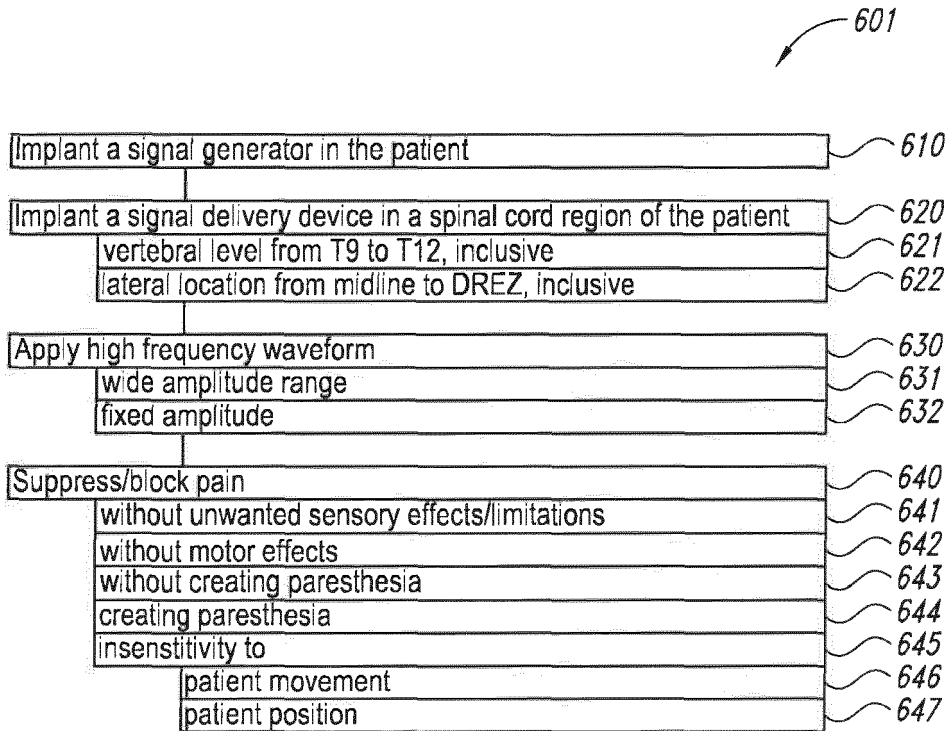 601
Implant a signal generator in the patient 610
Implant a signal delivery device in a spinal cord region of the patient 620
vertebral level from T9 to T12, inclusive 621
lateral location from midline to DREZ, inclusive 622
Apply high frequency waveform 630
wide amplitude range 631
fixed amplitude 632
Suppress/block pain 640
without unwanted sensory effects/limitations 641
without motor effects 642
without creating paresthesia 643
creating paresthesia 644
insenstitivity to 645
patient movement 646
patient position 647